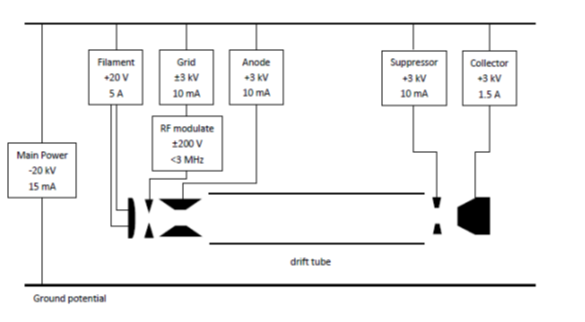 Filament
+20 V
5 A
Grid
±3 kV
10 mA
Anode
+3 kV
10 mA
Suppressor
+3 kV
10 mA
Collector
+3 kV
1.5 A
RF modulate
±200 V
<3 MHz
Main Power
-20 kV
15 mA
drift tube
Ground potential